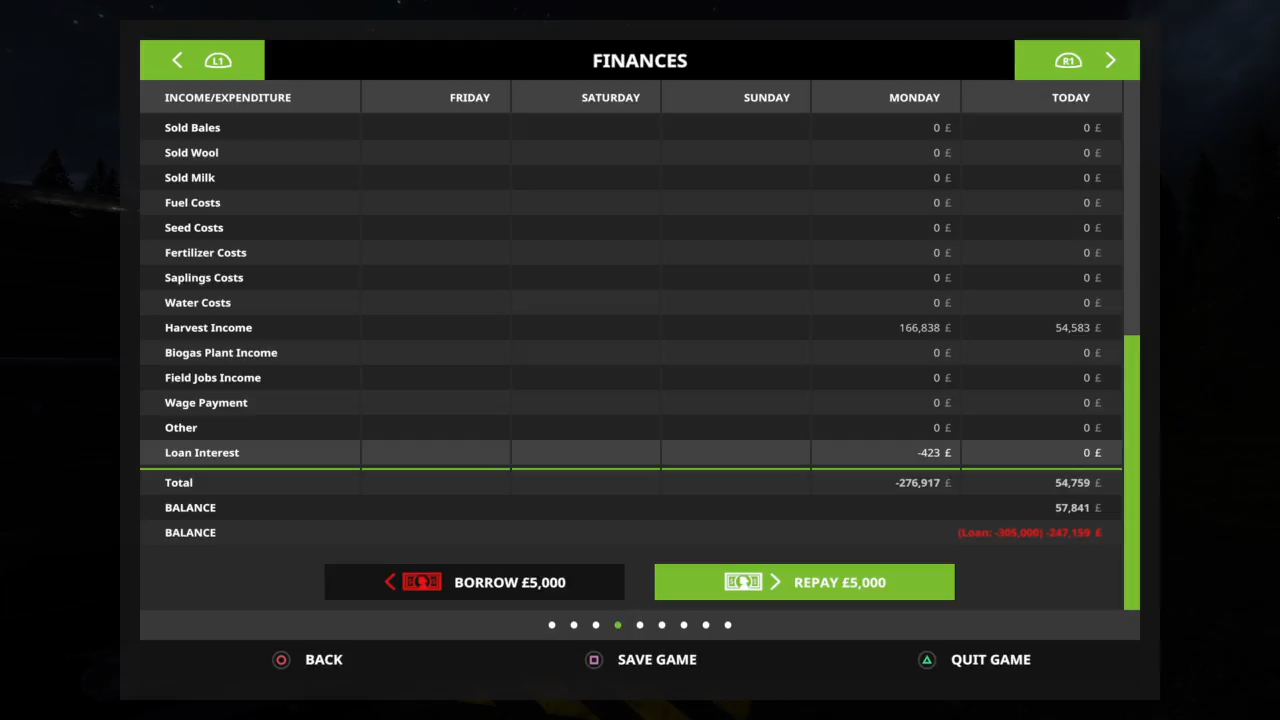 L1 FINANCES R1
INCOME/EXPENDITURE FRIDAY SATURDAY SUNDAY MONDAY TODAY
Sold Bales 0 £ 0 £
Sold Wool 0 £ 0 £
Sold Milk 0 £ 0 £
Fuel Costs 0 £ 0 £
Seed Costs 0 £ 0 £
Fertilizer Costs 0 £ 0 £
Saplings Costs 0 £ 0 £
Water Costs 0 £ 0 £
Harvest Income 166,838 £ 54,583 £
Biogas Plant Income 0 £ 0 £
Field Jobs Income 0 £ 0 £
Wage Payment 0 £ 0 £
Other 0 £ 0 £
Loan Interest -423 £ 0 £
Total -276,917 £ 54,759 £
BALANCE 57,841 £
BALANCE (Loan: -305,000) -247,159 £
BORROW £5,000 REPAY £5,000
BACK SAVE GAME QUIT GAME